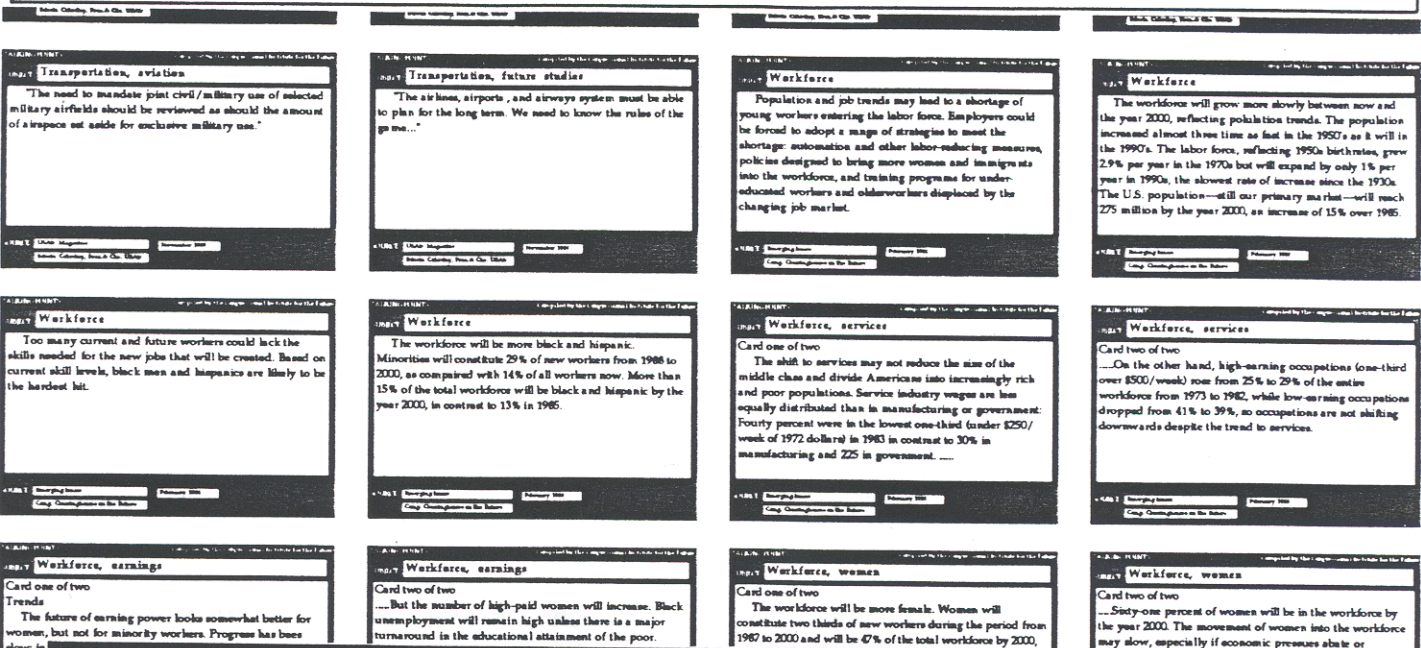 Transportation, aviation
"The need to mandate joint civil/military use of selected
military airfields should be reviewed as should the amount
of airspace set aside for exclusive military use."
Transportation, future studies
"The airlines, airports , and airways system must be able
to plan for the long term. We need to know the rules of the
game..."
Workforce
Population and job trends may lead to a shortage of
young workers entering the labor force. Employers could
be forced to adopt a range of strategies to meet the
shortage: automation and other labor-reducing measures,
policies designed to bring more women and immigrants
into the workforce, and training programs for under-
educated workers and olderworkers displaced by the
changing job market.
Workforce
The workforce will grow more slowly between now and
the year 2000, reflecting pokulation trends. The population
increased almost three time as fast in the 1950's as it will in
the 1990's. The labor force, reflecting 1950s birthrates, grew
2.9% per year in the 1970s but will expand by only 1% per
year in 1990s, the slowest rate of increase since the 1930s.
The U.S. population—still our primary market—will reach
275 million by the year 2000, an increase of 15% over 1985.
Workforce
Too many current and future workers could lack the
skills needed for the new jobs that will be created. Based on
current skill levels, black men and hispanics are likely to be
the hardest hit.
Workforce
The workforce will be more black and hispanic.
Minorities will constitute 29% of new workers from 1988 to
2000, as compaired with 14% of all workers now. More than
15% of the total workforce will be black and hispanic by the
year 2000, in contrast to 13% in 1985.
Workforce, services
Card one of two
The shift to services may not reduce the size of the
middle class and divide Americans into increasingly rich
and poor populations. Service industry wages are less
equally distributed than in manufacturing or government:
Fourty percent were in the lowest one-third (under $250/
week of 1972 dollars) in 1983 in contrast to 30% in
manufacturing and 225 in government. .....
Workforce, services
Card two of two
.....On the other hand, high-earning occupations (one-third
over $500/week) rose from 25% to 29% of the entire
workforce from 1973 to 1982, while low-earning occupations
dropped from 41% to 39%, so occupations are not shifting
downwards despite the trend to services.
Workforce, earnings
Card one of two
Trends
The future of earning power looks somewhat better for
women, but not for minority workers. Progress has been
Workforce, earnings
Card two of two
.....But the number of high-paid women will increase. Black
unemployment will remain high unless there is a major
turnaround in the educational attainment of the poor.
Workforce, women
Card one of two
The workforce will be more female. Women will
constitute two thirds of new workers during the period from
1987 to 2000 and will be 47% of the total workforce by 2000,
Workforce, women
Card two of two
.....Sixty-one percent of women will be in the workforce by
the year 2000. The movement of women into the workforce
may slow, especially if economic pressues abate or